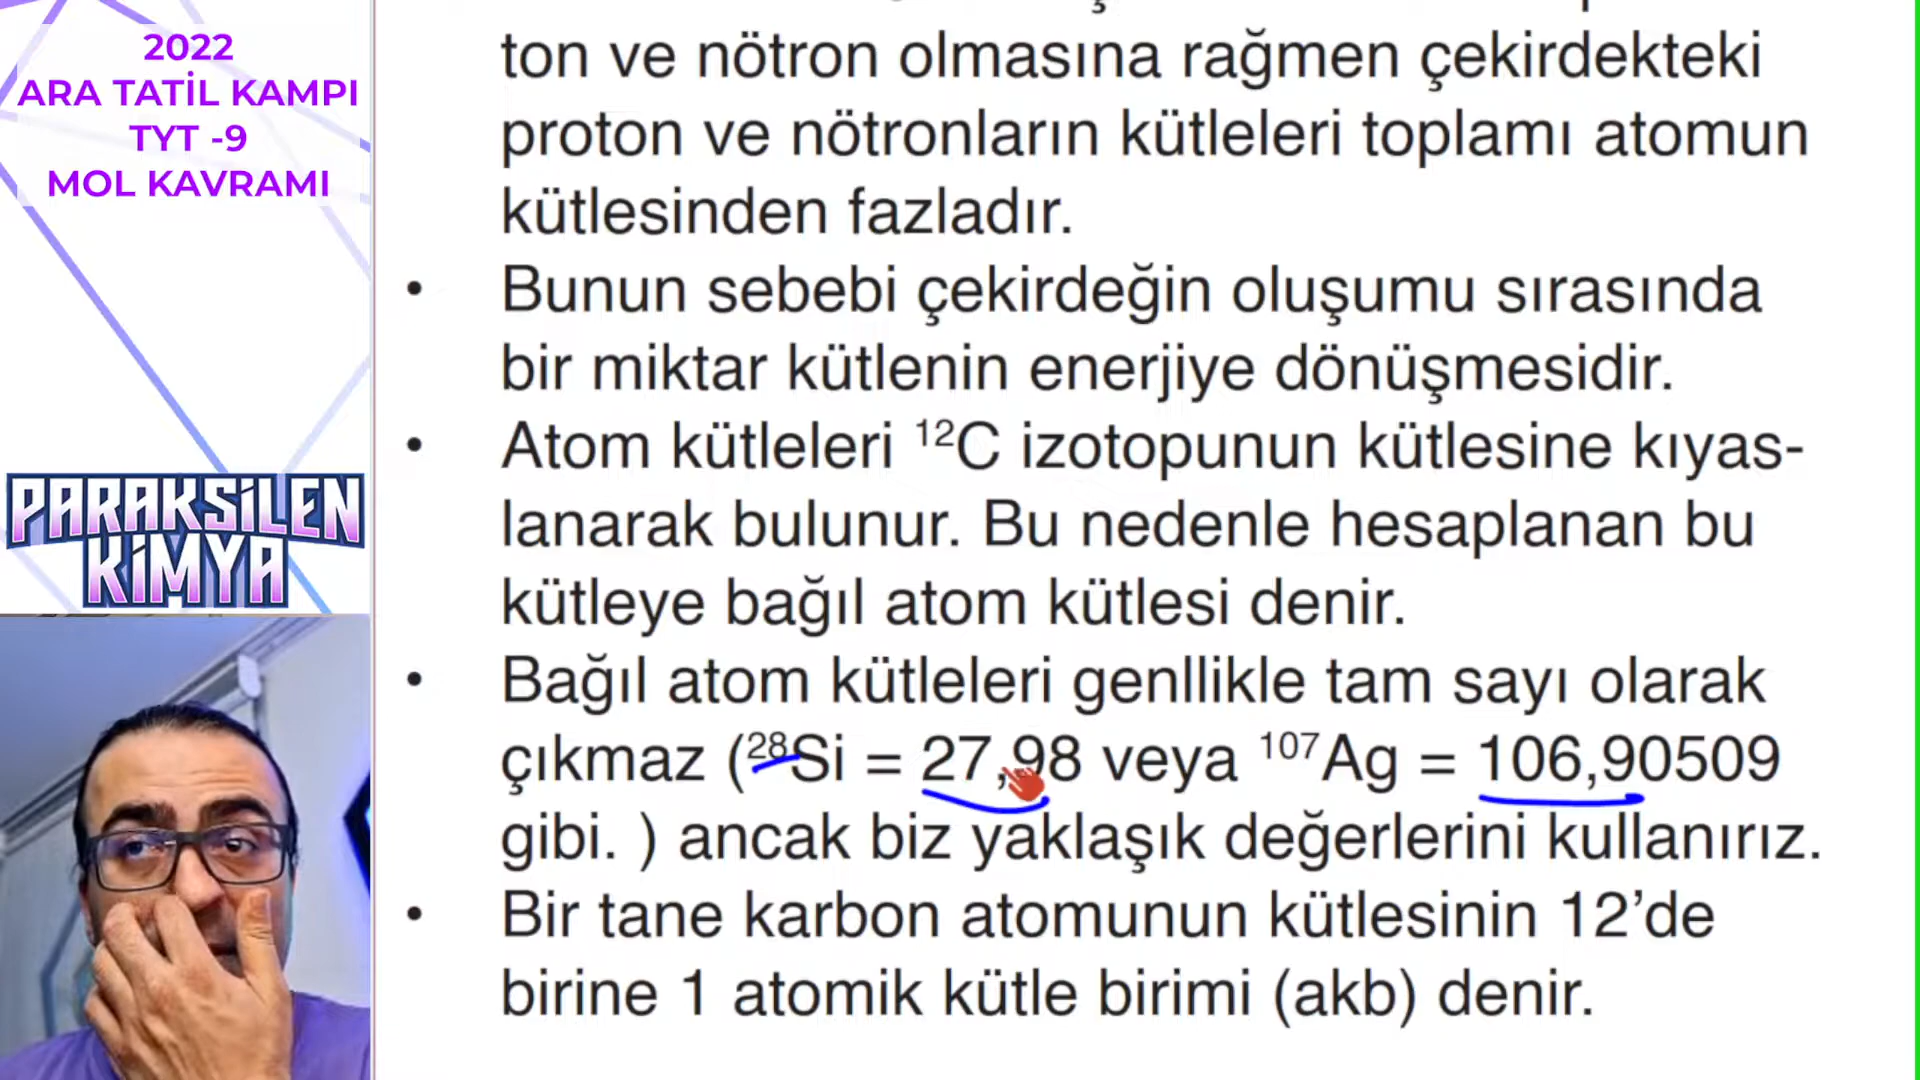 2022
ARA TATİL KAMPI
TYT -9
MOL KAVRAMI
PARAKSİLEN
KİMYA
ton ve nötron olmasına rağmen çekirdekteki
proton ve nötronların kütleleri toplamı atomun
kütlesinden fazladır.
• Bunun sebebi çekirdeğin oluşumu sırasında
bir miktar kütlenin enerjiye dönüşmesidir.
• Atom kütleleri ¹²C izotopunun kütlesine kıyas-
lanarak bulunur. Bu nedenle hesaplanan bu
kütleye bağıl atom kütlesi denir.
• Bağıl atom kütleleri genllikle tam sayı olarak
çıkmaz (²⁸Si = 27,98 veya ¹⁰⁷Ag = 106,90509
gibi. ) ancak biz yaklaşık değerlerini kullanırız.
• Bir tane karbon atomunun kütlesinin 12’de
birine 1 atomik kütle birimi (akb) denir.